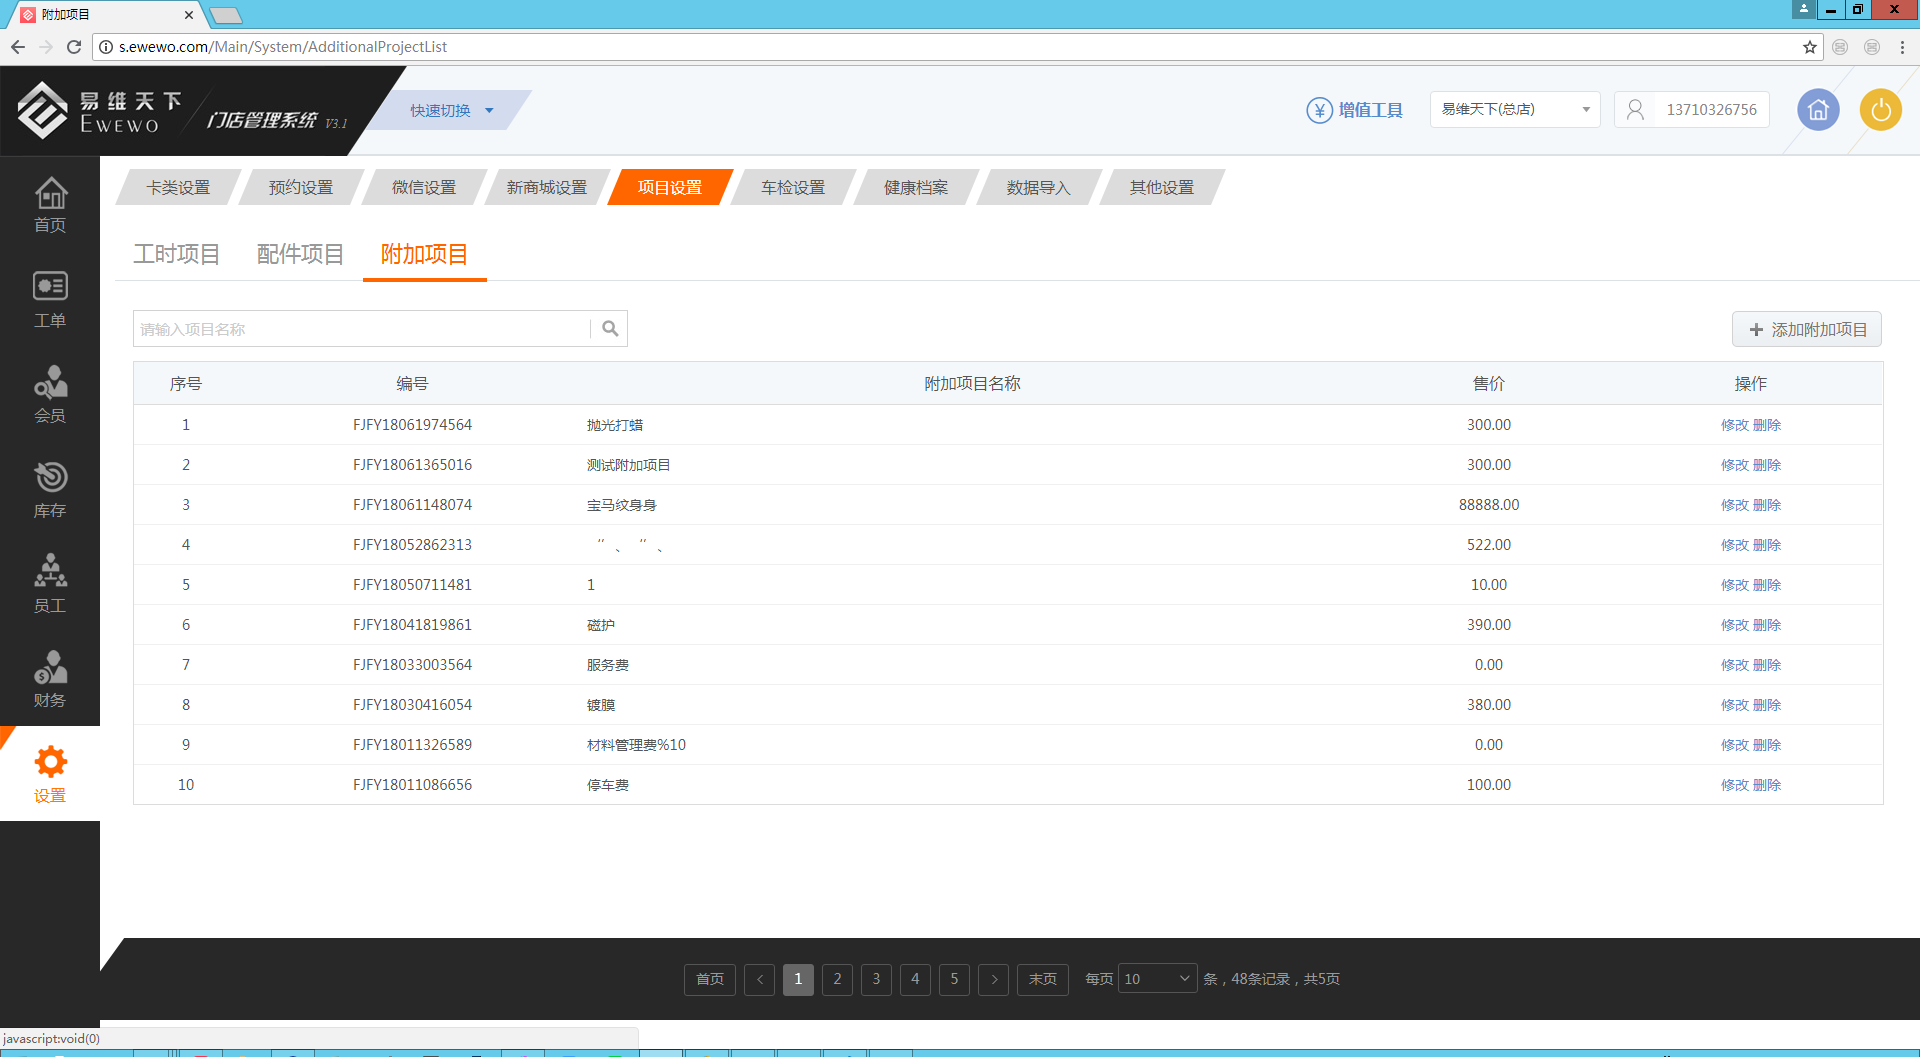 附加项目
s.ewewo.com/Main/System/AdditionalProjectList
易维天下
EWEWO
门店管理系统 V3.1
快速切换
增值工具
易维天下(总店)
13710326756
首页
工单
会员
库存
员工
财务
设置
卡类设置 预约设置 微信设置 新商城设置 项目设置 车检设置 健康档案 数据导入 其他设置
工时项目 配件项目 附加项目
请输入项目名称
添加附加项目
序号 编号 附加项目名称 售价 操作
1 FJFY18061974564 抛光打蜡 300.00 修改 删除
2 FJFY18061365016 测试附加项目 300.00 修改 删除
3 FJFY18061148074 宝马纹身身 88888.00 修改 删除
4 FJFY18052862313 “、“、 522.00 修改 删除
5 FJFY18050711481 1 10.00 修改 删除
6 FJFY18041819861 磁护 390.00 修改 删除
7 FJFY18033003564 服务费 0.00 修改 删除
8 FJFY18030416054 镀膜 380.00 修改 删除
9 FJFY18011326589 材料管理费%10 0.00 修改 删除
10 FJFY18011086656 停车费 100.00 修改 删除
首页 < 1 2 3 4 5 > 末页 每页 10 条，48条记录，共5页
javascript:void(0)